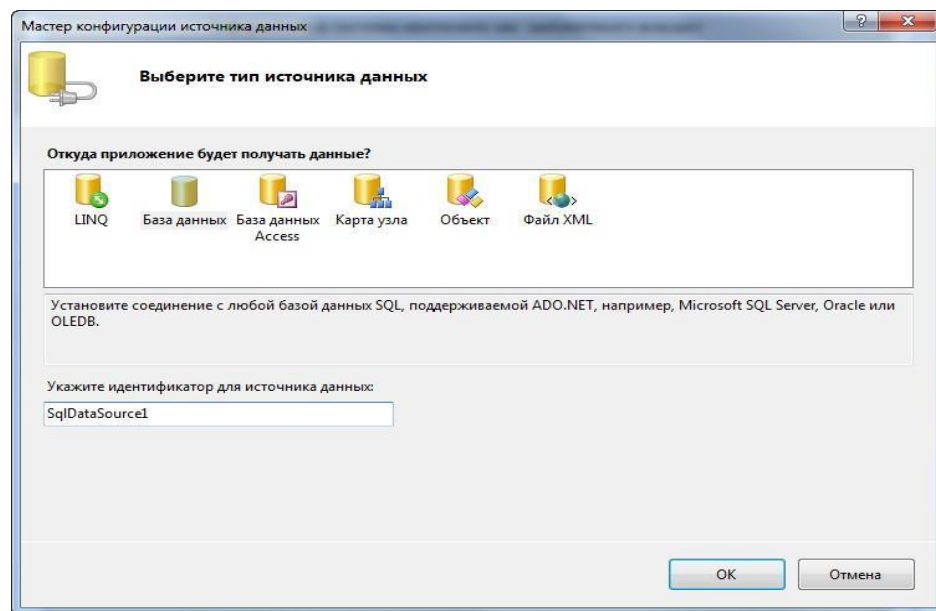 Мастер конфигурации источника данных
Выберите тип источника данных
Откуда приложение будет получать данные?
LINQ
База данных
База данных
Access
Карта узла
Объект
Файл XML
Установите соединение с любой базой данных SQL, поддерживаемой ADO.NET, например, Microsoft SQL Server, Oracle или
OLEDB.
Укажите идентификатор для источника данных:
SqlDataSource1
OK
Отмена